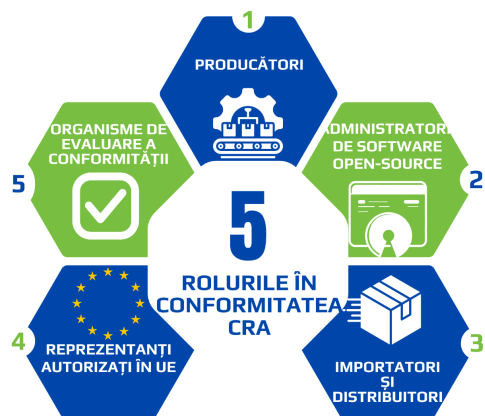 1
PRODUCĂTORI
ORGANISME DE
EVALUARE A
CONFORMITĂȚII
5
ADMINISTRATORI
DE SOFTWARE
OPEN-SOURCE
2
5
ROLURILE ÎN
CONFORMITATEA
CRA
4
REPREZENTANȚI
AUTORIZAȚI ÎN UE
3
IMPORTATORI
ȘI
DISTRIBUITORI